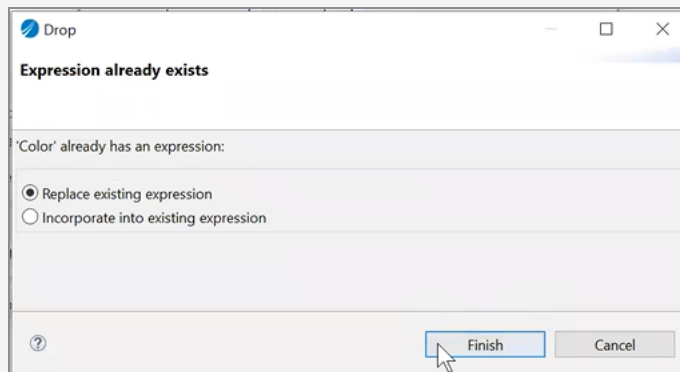 Drop
Expression already exists
'Color' already has an expression:
Replace existing expression
Incorporate into existing expression
Finish
Cancel